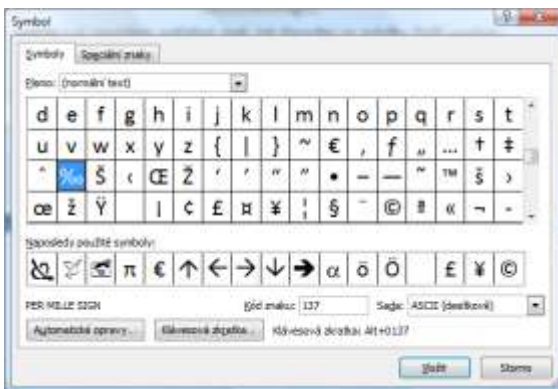 Symbol
Symboly Speciální znaky
Písmo: (normální text)
d e f g h i j k l m n o p q r s t
u v w x y z { | } ~ € ‚ ƒ „ … † ‡
ˆ ‰ Š ‹ Œ Ž ‘ ’ “ ” • – — ˜ ™ š ›
œ ž Ÿ ¡ ¢ £ ¤ ¥ ¦ § ¨ © ª « ¬ -
Naposledy použité symboly:
π € ↑ ← → ↓ ➔ α ō Ö £ ¥ ©
PER MILLE SIGN Kód znaku: 137 Sada: ASCII (desítkově)
Automatické opravy... Klávesová zkratka... Klávesová zkratka: Alt+0137
Vložit Storno